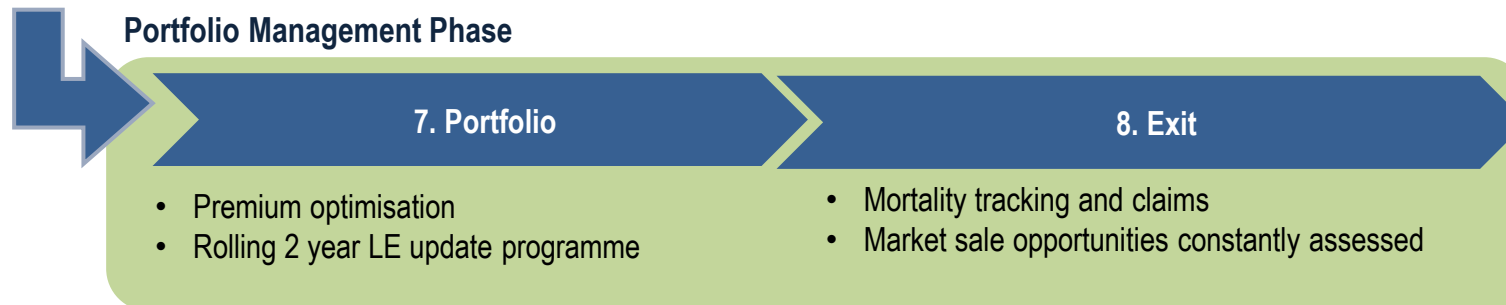 Portfolio Management Phase
7. Portfolio
8. Exit
• Premium optimisation
• Rolling 2 year LE update programme
• Mortality tracking and claims
• Market sale opportunities constantly assessed